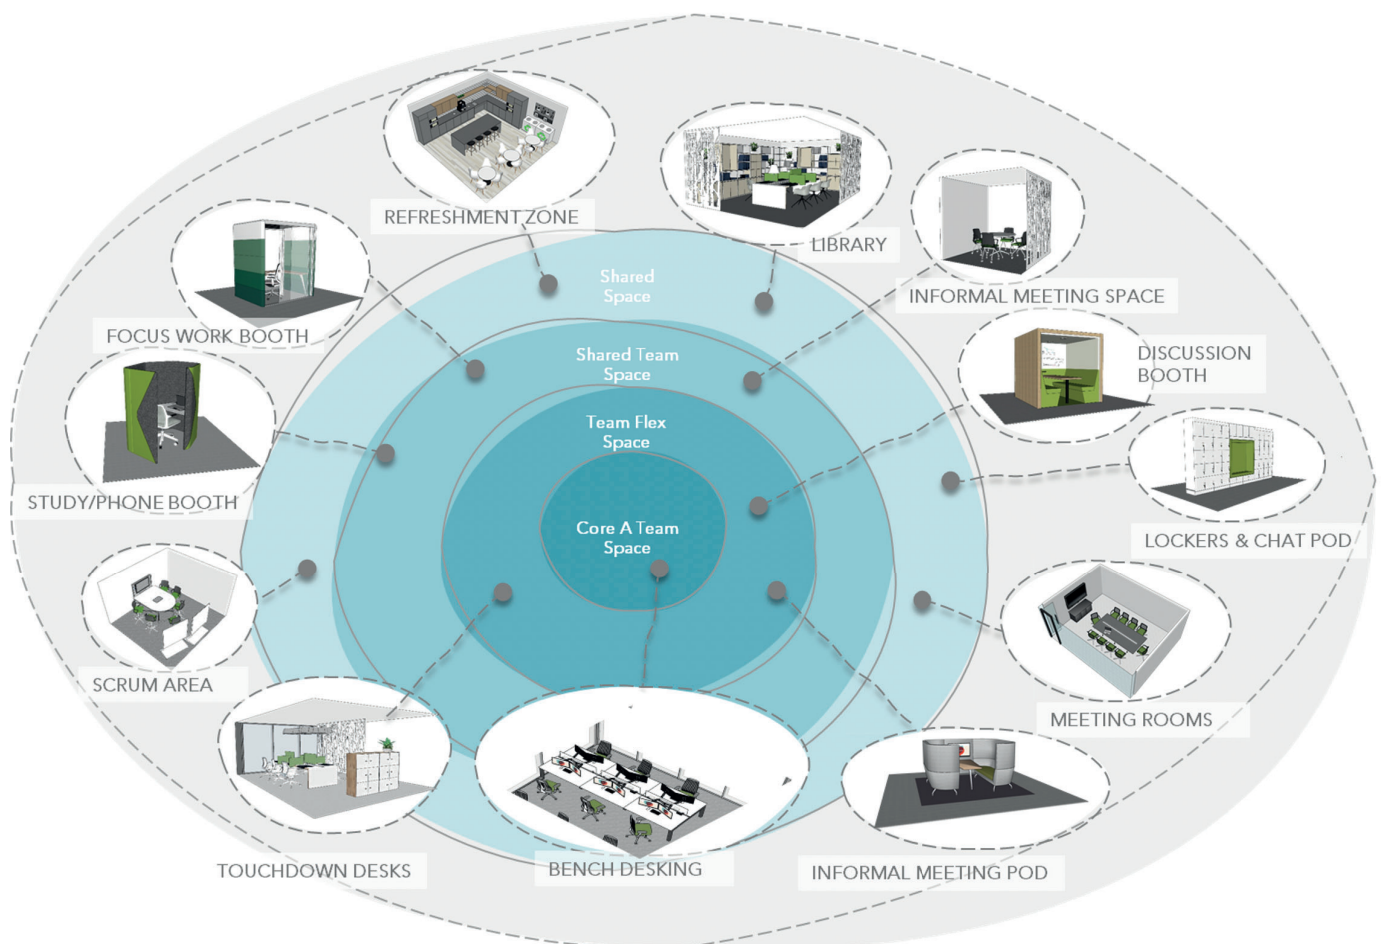 REFRESHMENT ZONE
LIBRARY
INFORMAL MEETING SPACE
FOCUS WORK BOOTH
DISCUSSION
BOOTH
STUDY/PHONE BOOTH
LOCKERS & CHAT POD
SCRUM AREA
MEETING ROOMS
TOUCHDOWN DESKS
BENCH DESKING
INFORMAL MEETING POD
Shared
Space
Shared Team
Space
Team Flex
Space
Core A Team
Space